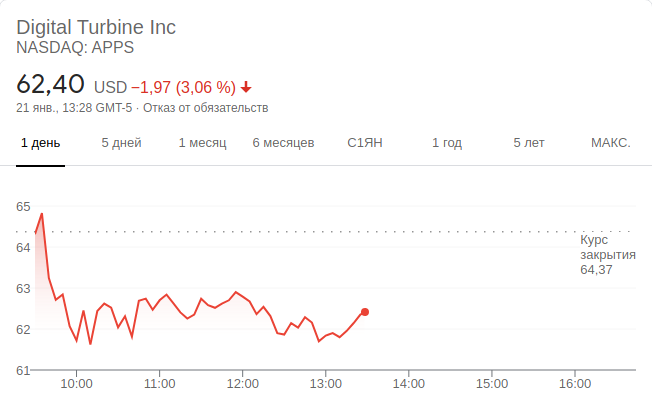 Digital Turbine Inc
NASDAQ: APPS
62,40 USD −1,97 (3,06 %)
21 янв., 13:28 GMT-5 · Отказ от обязательств
1 день 5 дней 1 месяц 6 месяцев С1ЯН 1 год 5 лет МАКС.
65
64
63
62
61
Курс
закрытия
64,37
10:00 11:00 12:00 13:00 14:00 15:00 16:00